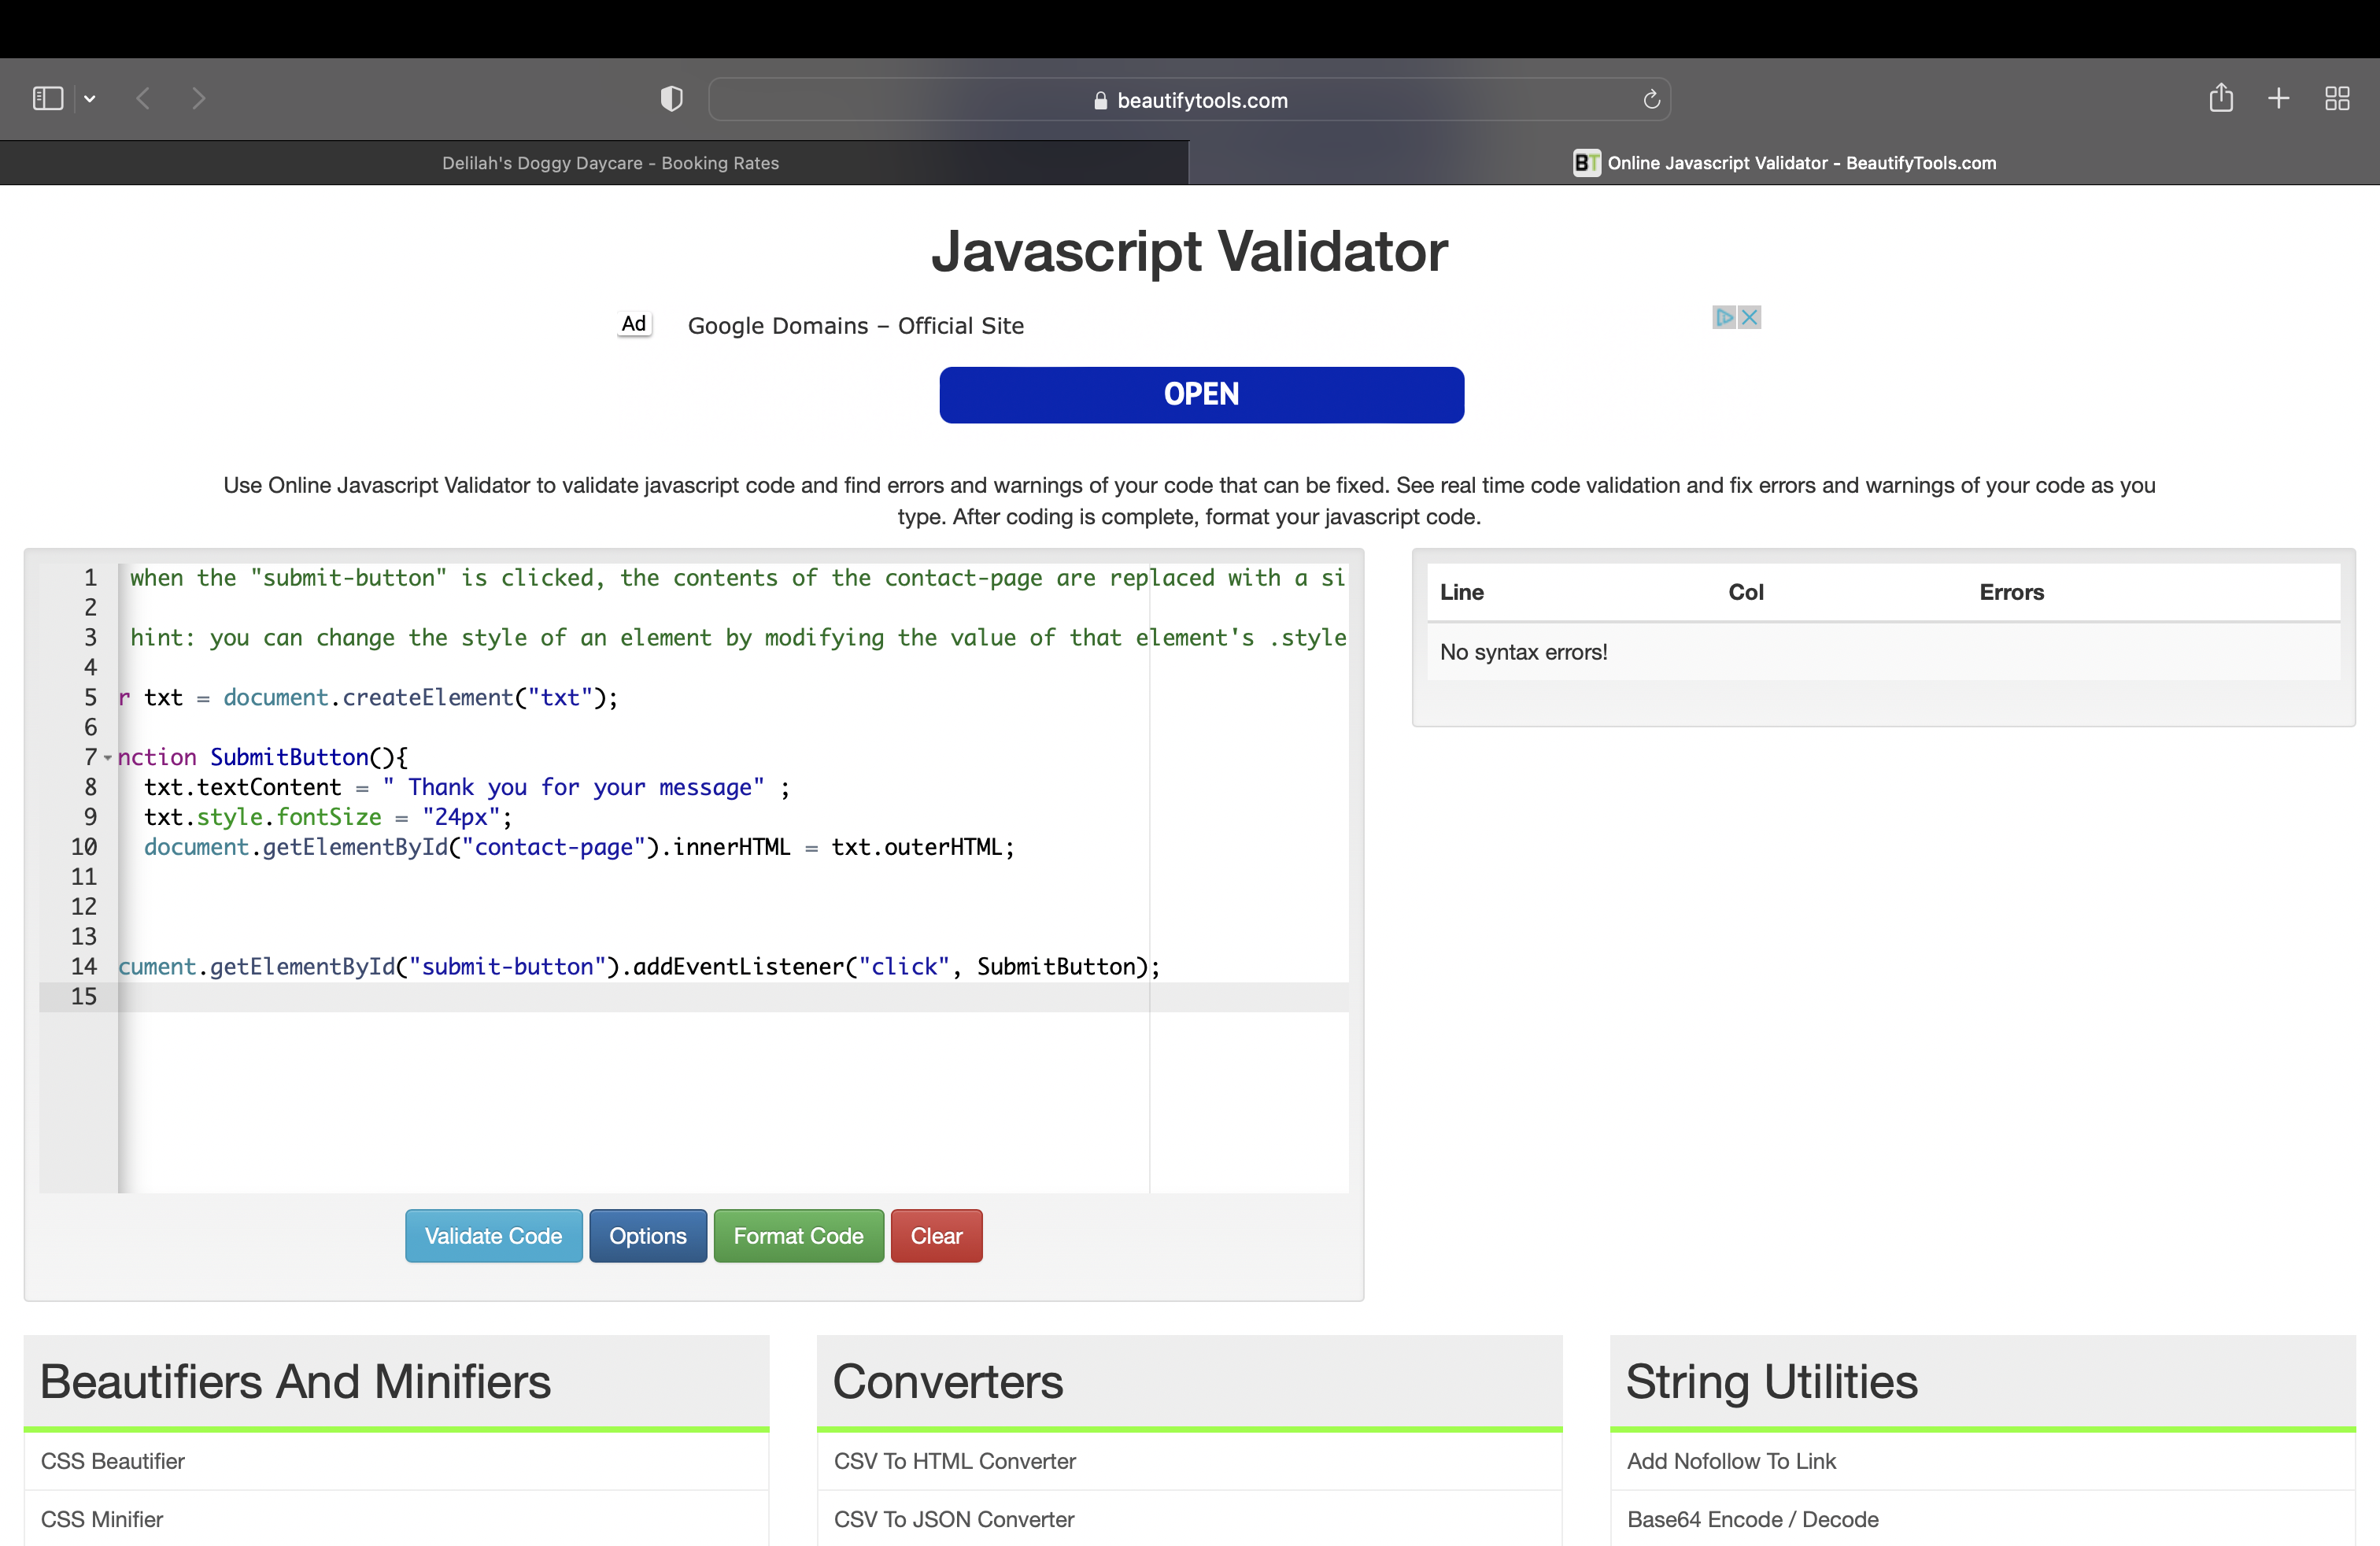 beautifytools.com
Delilah's Doggy Daycare - Booking Rates
BT Online Javascript Validator - BeautifyTools.com
Javascript Validator
Ad
Google Domains – Official Site
OPEN
Use Online Javascript Validator to validate javascript code and find errors and warnings of your code that can be fixed. See real time code validation and fix errors and warnings of your code as you
type. After coding is complete, format your javascript code.
1 when the "submit-button" is clicked, the contents of the contact-page are replaced with a si
2
3 hint: you can change the style of an element by modifying the value of that element's .style
4
5 r txt = document.createElement("txt");
6
7 nction SubmitButton(){
8 txt.textContent = " Thank you for your message" ;
9 txt.style.fontSize = "24px";
10 document.getElementById("contact-page").innerHTML = txt.outerHTML;
11
12
13
14 cument.getElementById("submit-button").addEventListener("click", SubmitButton);
15
Line Col Errors
No syntax errors!
Validate Code Options Format Code Clear
Beautifiers And Minifiers
CSS Beautifier
CSS Minifier
Converters
CSV To HTML Converter
CSV To JSON Converter
String Utilities
Add Nofollow To Link
Base64 Encode / Decode